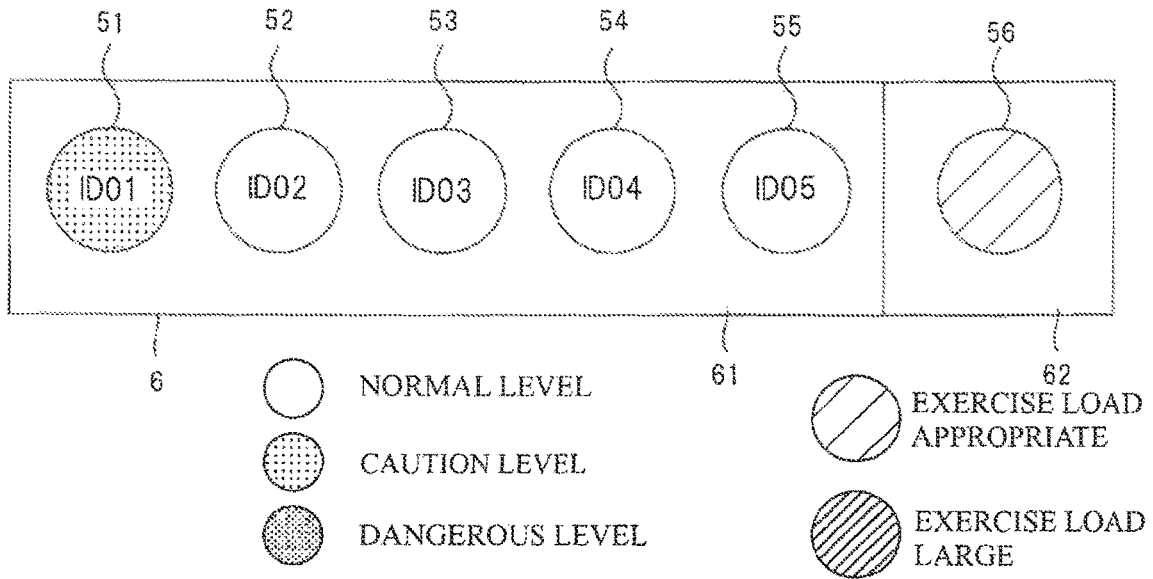 51 52 53 54 55 56
ID01 ID02 ID03 ID04 ID05
6 61 62
NORMAL LEVEL
CAUTION LEVEL
DANGEROUS LEVEL
EXERCISE LOAD
APPROPRIATE
EXERCISE LOAD
LARGE